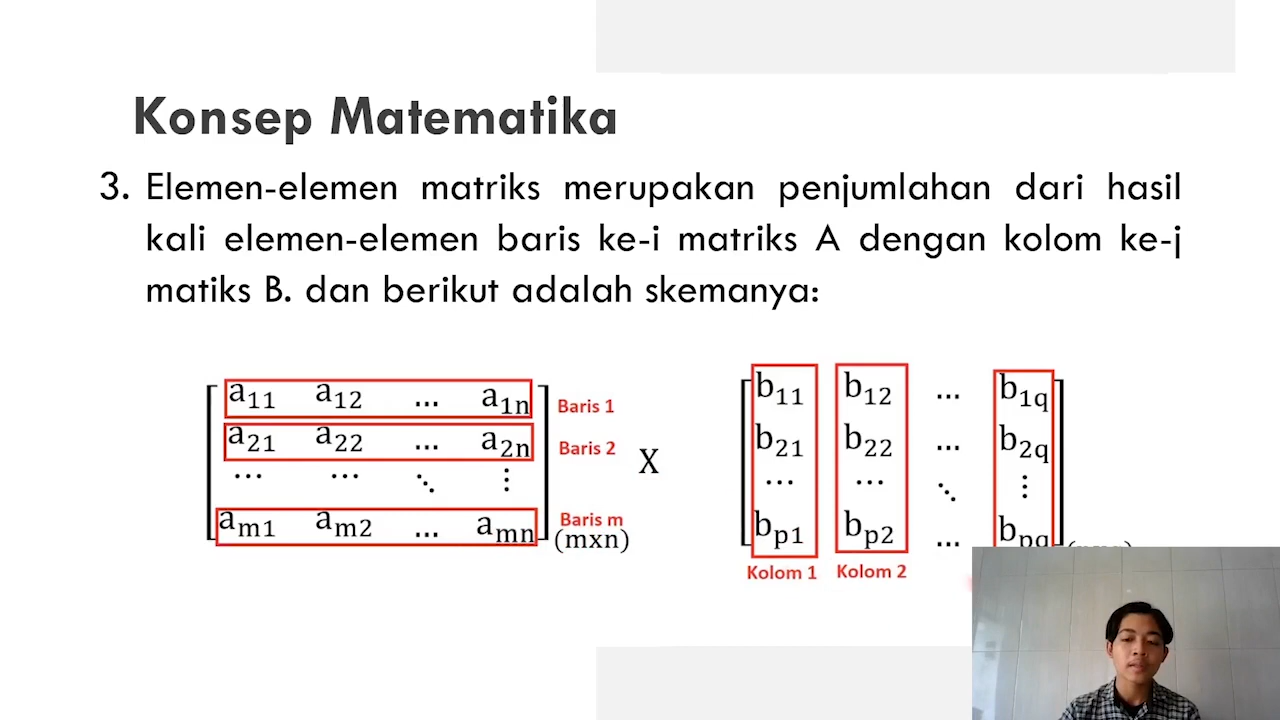 Konsep Matematika
3. Elemen-elemen matriks merupakan penjumlahan dari hasil
kali elemen-elemen baris ke-i matriks A dengan kolom ke-j
matiks B. dan berikut adalah skemanya:
a11 a12 ... a1n Baris 1
a21 a22 ... a2n Baris 2
... ... ⋱ ⋮
am1 am2 ... amn Baris m
(mxn)
X
b11 b12 ... b1q
b21 b22 ... b2q
... ... ⋱ ⋮
bp1 bp2 ... bpq
Kolom 1 Kolom 2